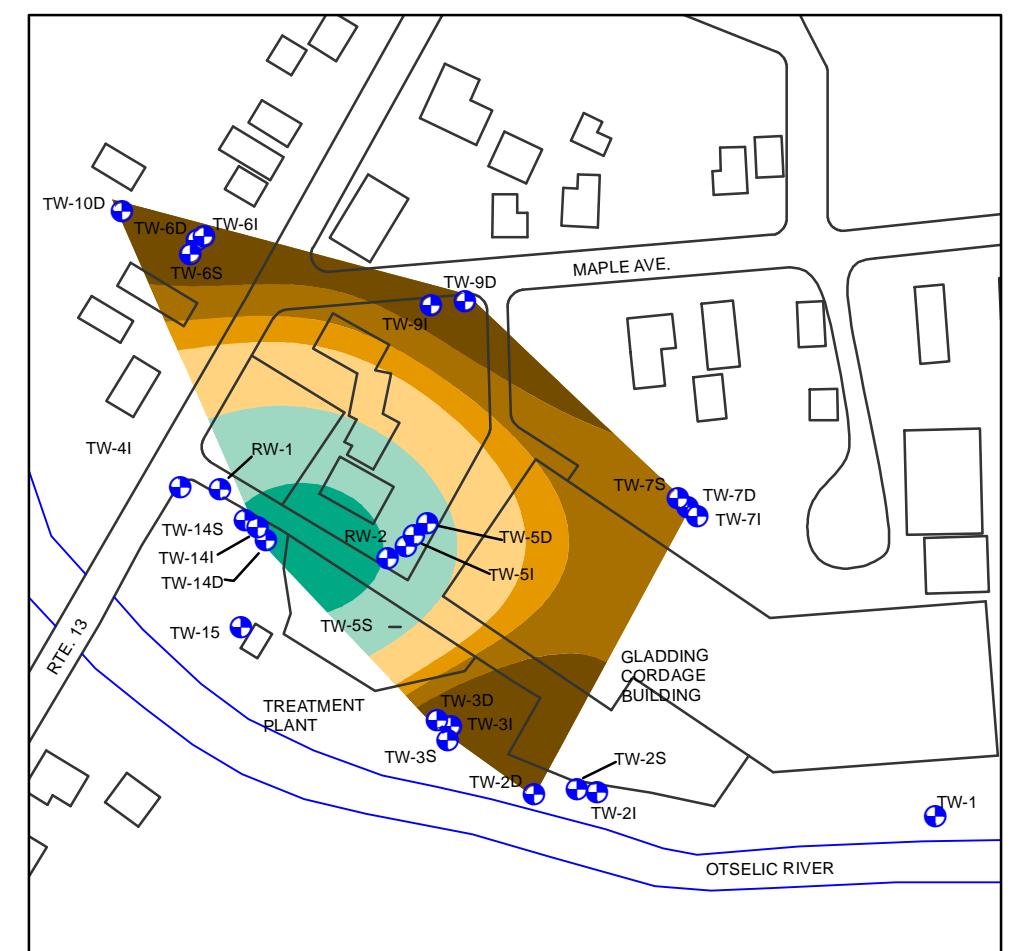 TW-10D
TW-6D
TW-6I
TW-6S
MAPLE AVE.
TW-9D
TW-9I
TW-4I
RW-1
TW-7S
TW-7D
TW-7I
TW-14S
RW-2
TW-5D
TW-14I
TW-5I
TW-14D
TW-15
TW-5S
RTE. 13
GLADDING
CORDAGE
BUILDING
TREATMENT
PLANT
TW-3D
TW-3I
TW-3S
TW-2S
TW-2D
TW-2I
TW-1
OTSELIC RIVER